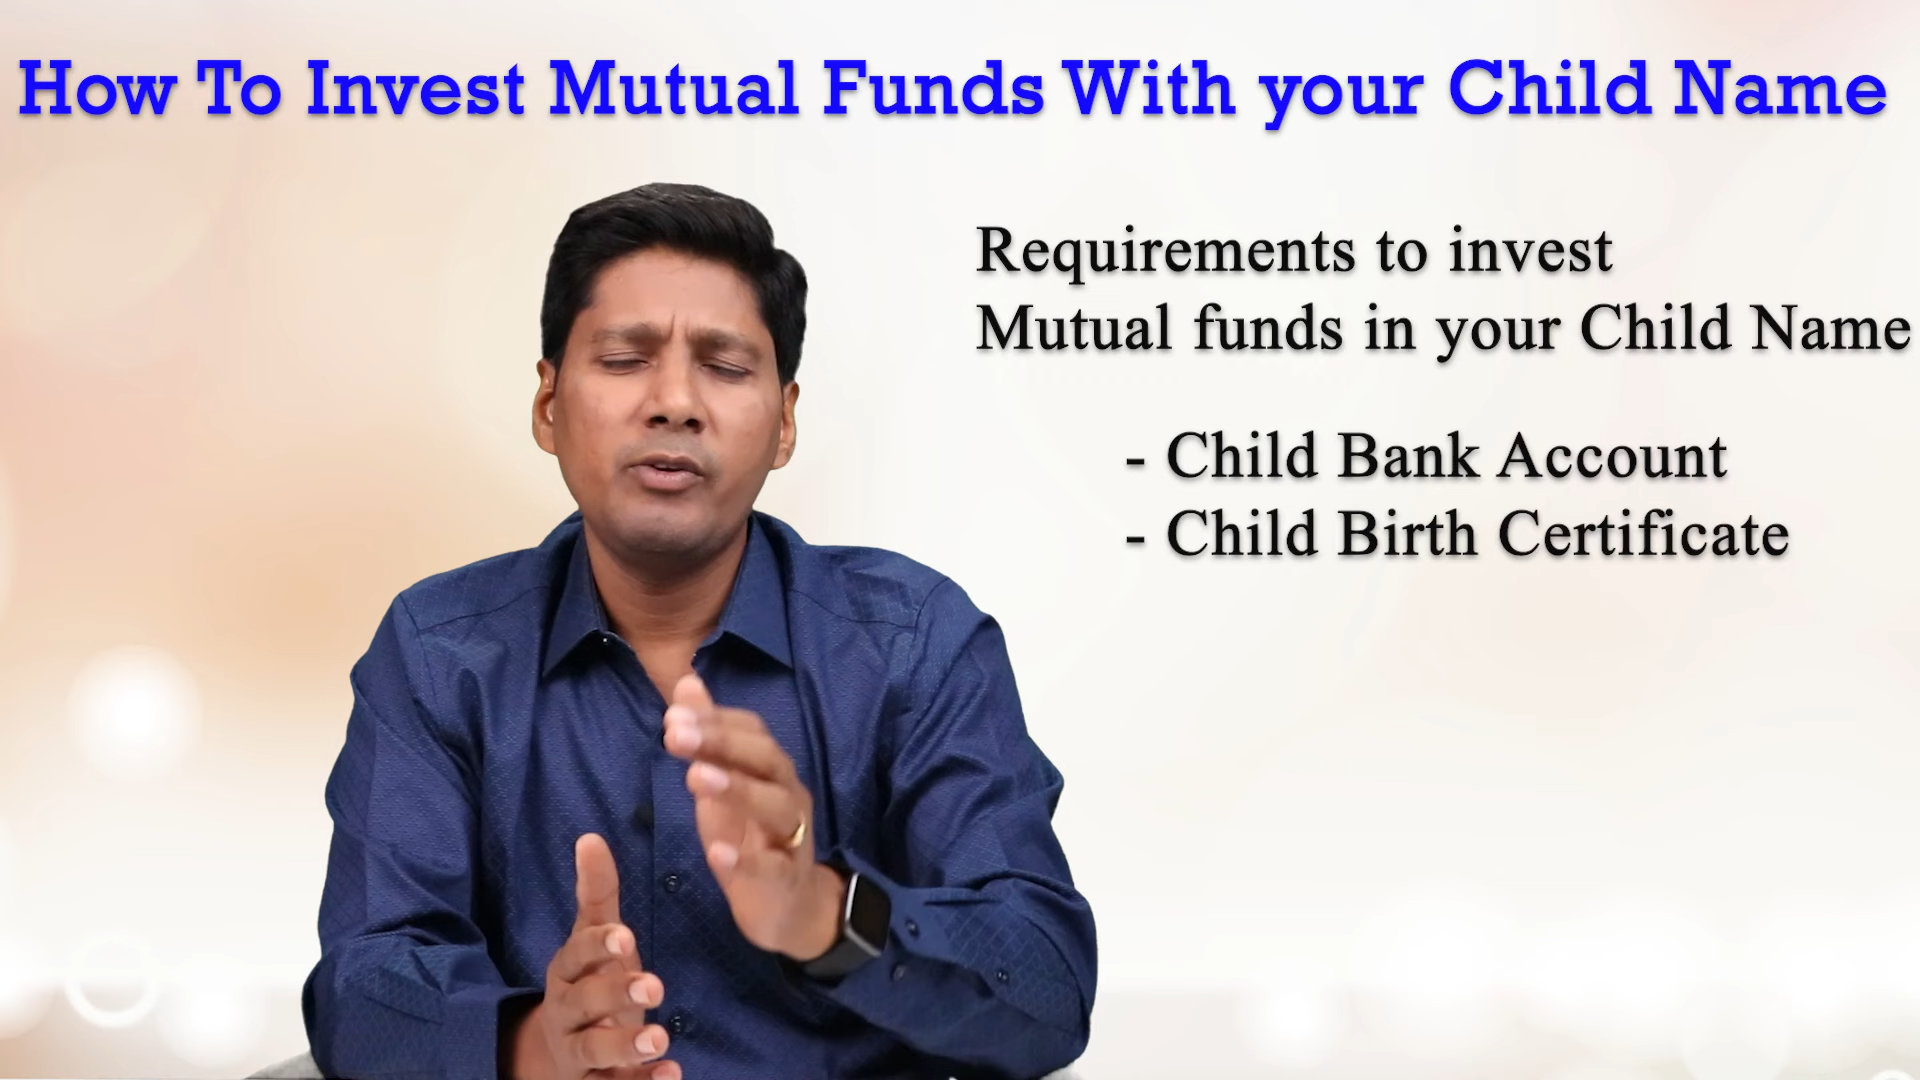 How To Invest Mutual Funds With your Child Name
Requirements to invest
Mutual funds in your Child Name
- Child Bank Account
- Child Birth Certificate